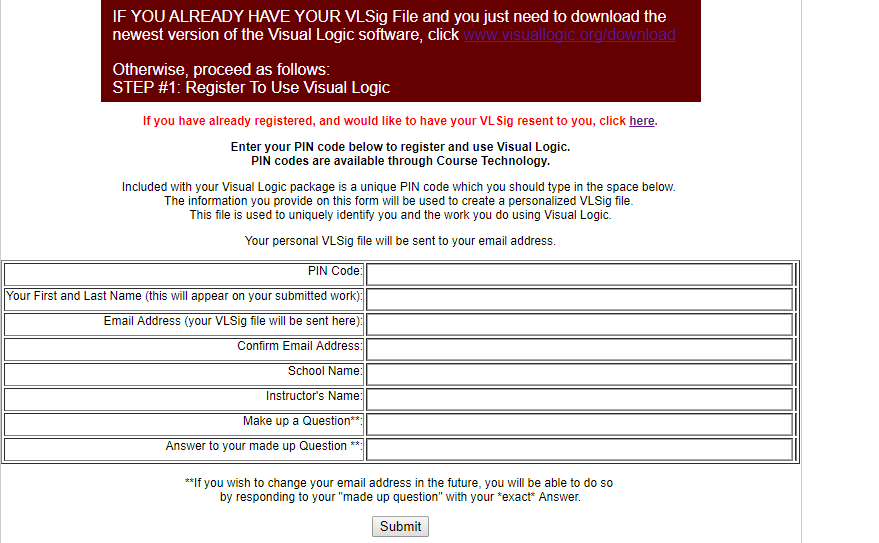 IF YOU ALREADY HAVE YOUR VLSig File and you just need to download the
newest version of the Visual Logic software, click www.visuallogic.org/download
Otherwise, proceed as follows:
STEP #1: Register To Use Visual Logic
If you have already registered, and would like to have your VLSig resent to you, click here.
Enter your PIN code below to register and use Visual Logic.
PIN codes are available through Course Technology.
Included with your Visual Logic package is a unique PIN code which you should type in the space below.
The information you provide on this form will be used to create a personalized VLSig file.
This file is used to uniquely identify you and the work you do using Visual Logic.
Your personal VLSig file will be sent to your email address.
PIN Code:
Your First and Last Name (this will appear on your submitted work):
Email Address (your VLSig file will be sent here):
Confirm Email Address:
School Name:
Instructor's Name:
Make up a Question**:
Answer to your made up Question **:
**If you wish to change your email address in the future, you will be able to do so
by responding to your "made up question" with your *exact* Answer.
Submit